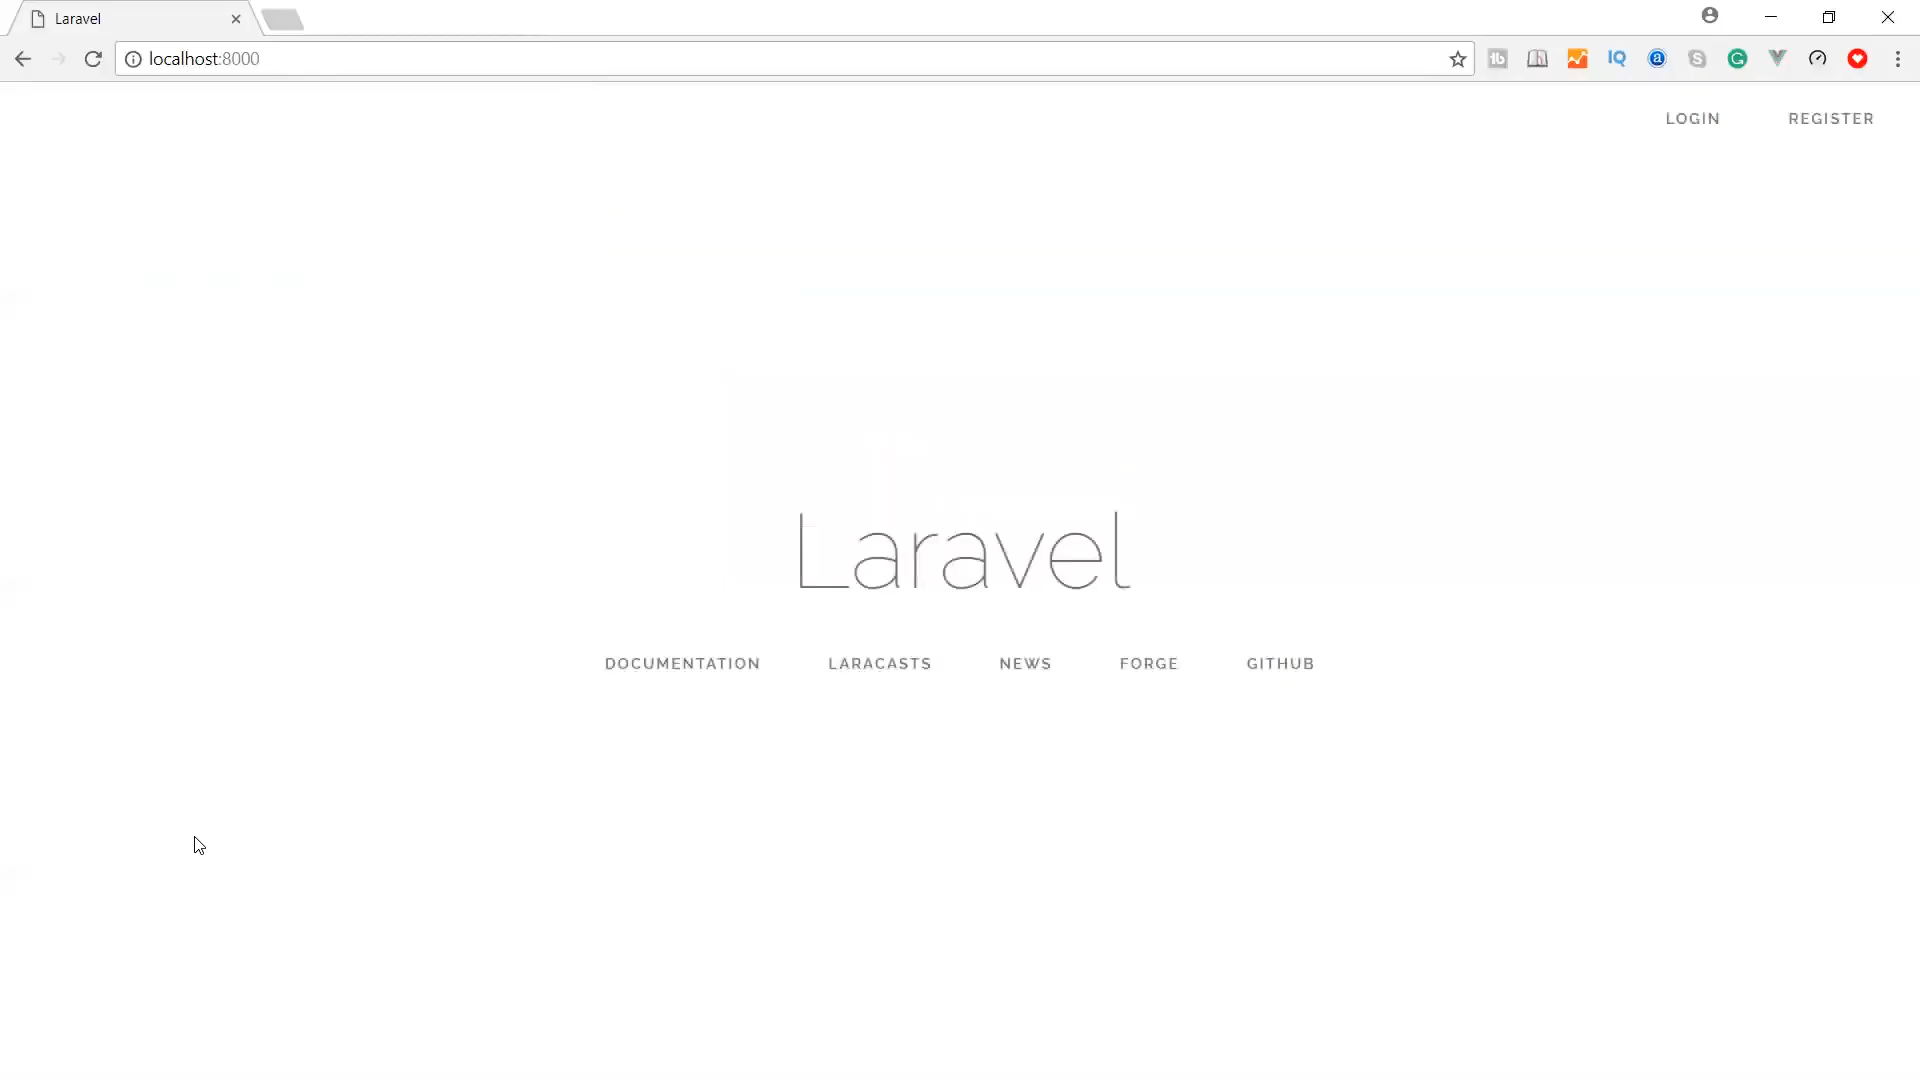 Laravel
localhost:8000
LOGIN REGISTER
Laravel
DOCUMENTATION LARACASTS NEWS FORGE GITHUB